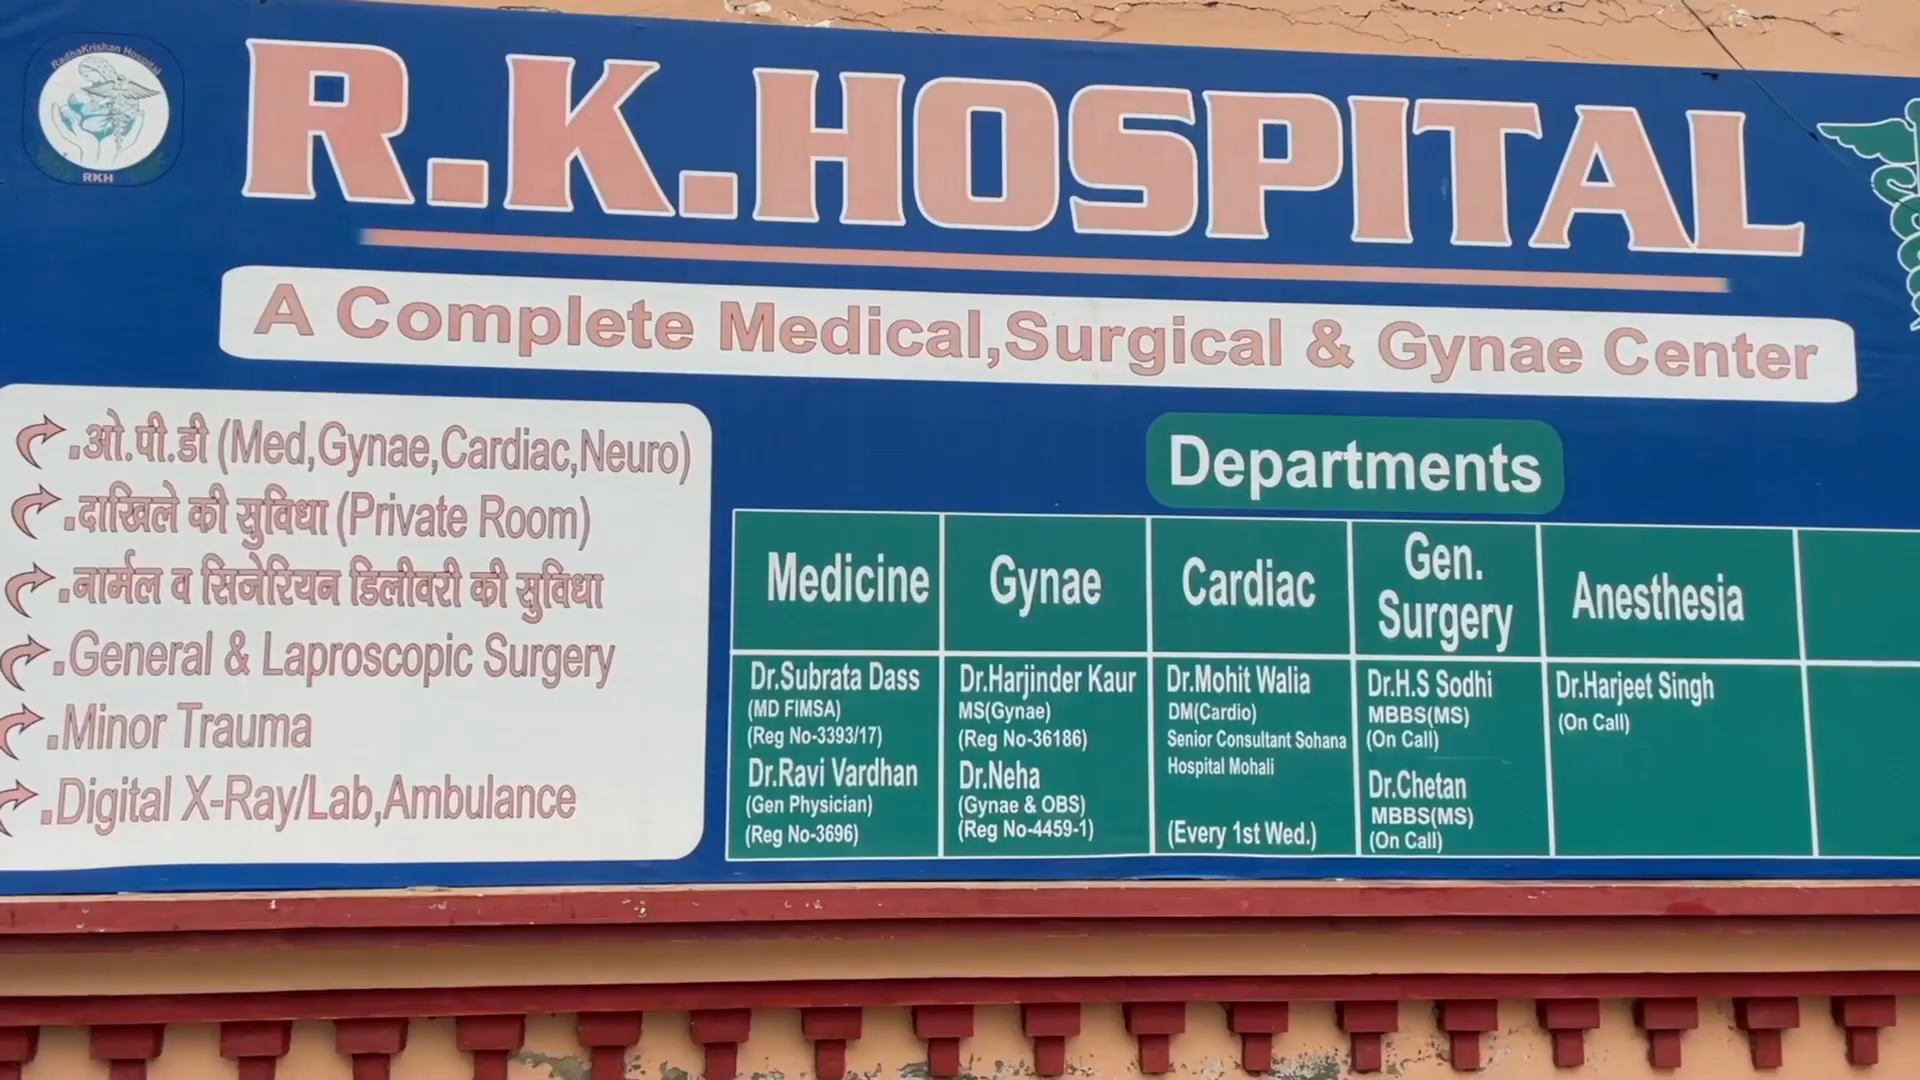 RadhaKrishan Hospital
RKH
R.K.HOSPITAL
A Complete Medical,Surgical & Gynae Center
.ओ.पी.डी (Med,Gynae,Cardiac,Neuro)
.दाखिले की सुविधा (Private Room)
.नार्मल व सिजेरियन डिलीवरी की सुविधा
.General & Laproscopic Surgery
.Minor Trauma
.Digital X-Ray/Lab,Ambulance
Departments
Medicine
Dr.Subrata Dass
(MD FIMSA)
(Reg No-3393/17)
Dr.Ravi Vardhan
(Gen Physician)
(Reg No-3696)
Gynae
Dr.Harjinder Kaur
MS(Gynae)
(Reg No-36186)
Dr.Neha
(Gynae & OBS)
(Reg No-4459-1)
Cardiac
Dr.Mohit Walia
DM(Cardio)
Senior Consultant Sohana
Hospital Mohali
(Every 1st Wed.)
Gen.
Surgery
Dr.H.S Sodhi
MBBS(MS)
(On Call)
Dr.Chetan
MBBS(MS)
(On Call)
Anesthesia
Dr.Harjeet Singh
(On Call)